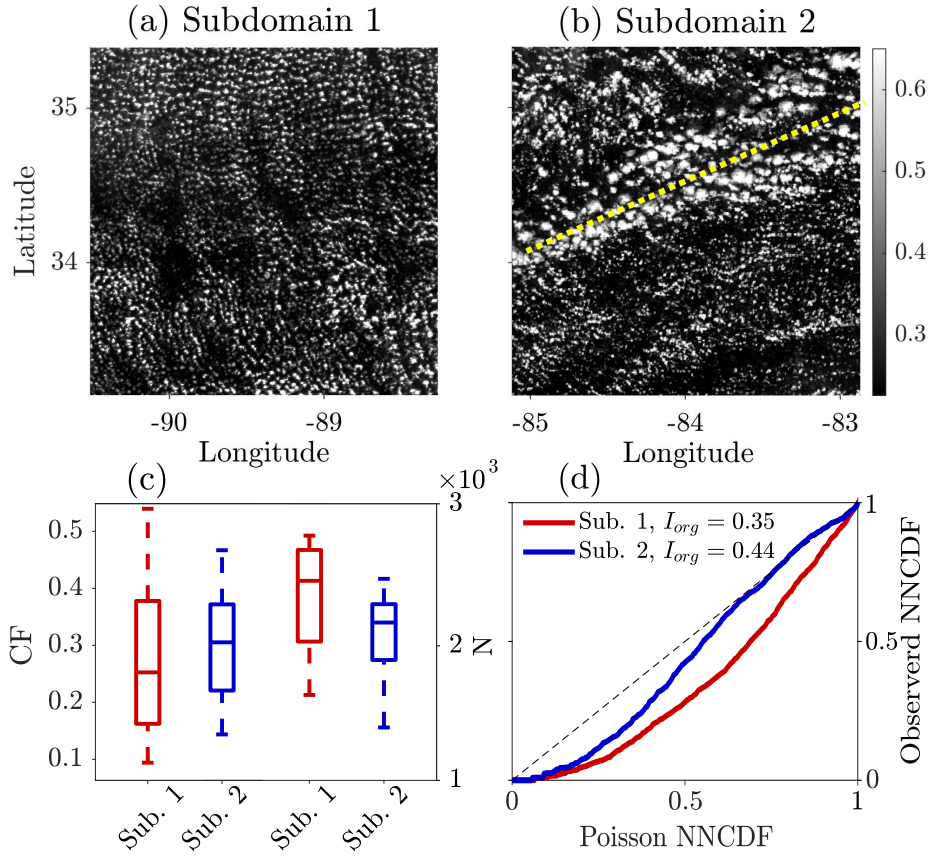 (a) Subdomain 1
(b) Subdomain 2
Latitude
35
34
-90
-89
Longitude
-85
-84
-83
Longitude
0.6
0.5
0.4
0.3
(c)
×10³
CF
0.5
0.4
0.3
0.2
0.1
3
2
1
N
Sub. 1
Sub. 2
Sub. 1
Sub. 2
(d)
Sub. 1, I_org = 0.35
Sub. 2, I_org = 0.44
1
0.5
0
Observerd NNCDF
0
0.5
1
Poisson NNCDF